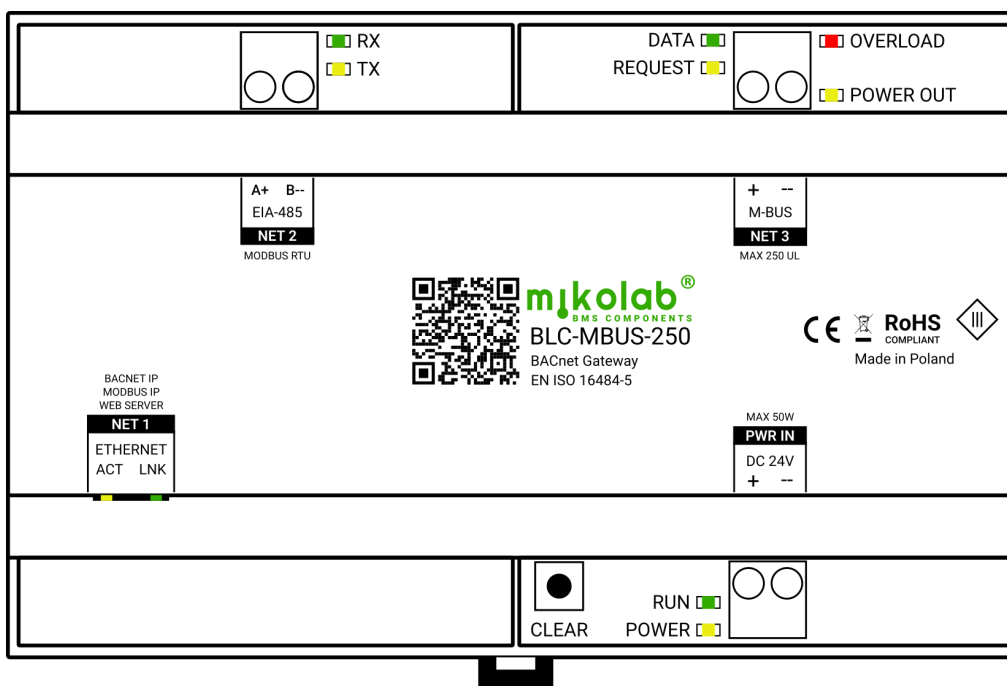 RX
TX
DATA
REQUEST
OVERLOAD
POWER OUT
A+ B--
EIA-485
NET 2
MODBUS RTU
+ --
M-BUS
NET 3
MAX 250 UL
mikolab®
BMS COMPONENTS
BLC-MBUS-250
BACnet Gateway
EN ISO 16484-5
CE RoHS
COMPLIANT
III
Made in Poland
BACNET IP
MODBUS IP
WEB SERVER
NET 1
ETHERNET
ACT LNK
MAX 50W
PWR IN
DC 24V
+ --
CLEAR
RUN
POWER